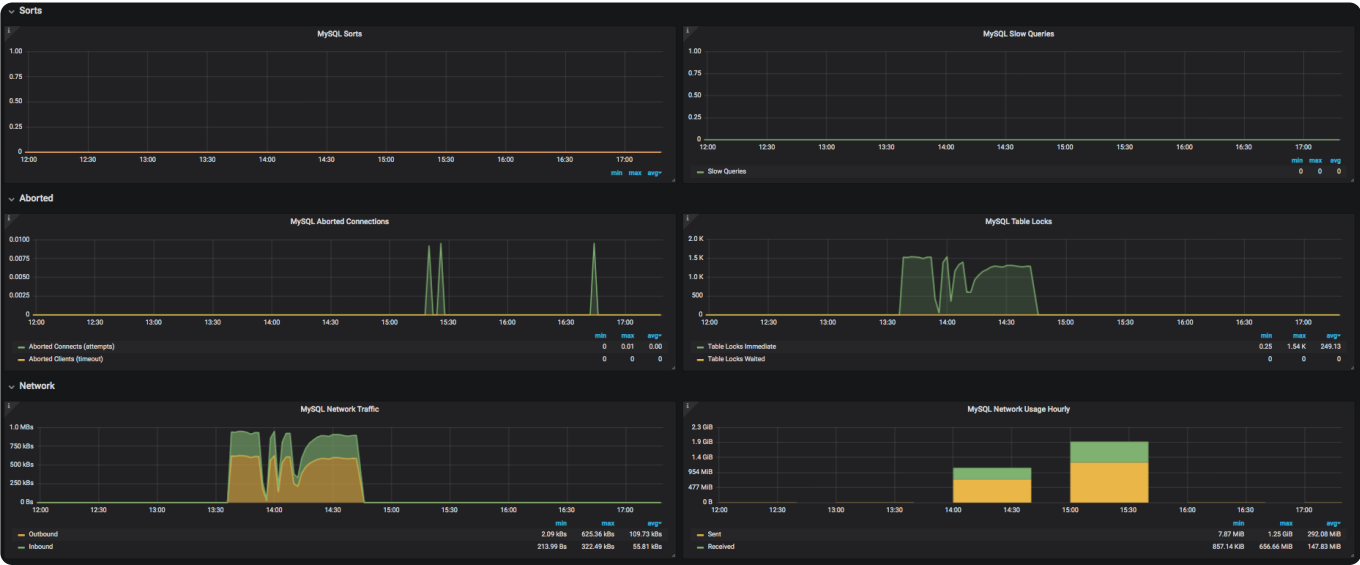 Sorts
MySQL Sorts
1.00
0.75
0.50
0.25
0
12:00 12:30 13:00 13:30 14:00 14:30 15:00 15:30 16:00 16:30 17:00
min max avg
MySQL Slow Queries
1.00
0.75
0.50
0.25
0
12:00 12:30 13:00 13:30 14:00 14:30 15:00 15:30 16:00 16:30 17:00
min max avg
Slow Queries 0 0 0
Aborted
MySQL Aborted Connections
0.0100
0.0075
0.0050
0.0025
0
12:00 12:30 13:00 13:30 14:00 14:30 15:00 15:30 16:00 16:30 17:00
min max avg
Aborted Connects (attempts) 0 0.01 0.00
Aborted Clients (timeout) 0 0 0
MySQL Table Locks
2.0 K
1.5 K
1.0 K
500
0
12:00 12:30 13:00 13:30 14:00 14:30 15:00 15:30 16:00 16:30 17:00
min max avg
Table Locks Immediate 0.25 1.54 K 249.13
Table Locks Waited 0 0 0
Network
MySQL Network Traffic
1.0 MBs
750 kBs
500 kBs
250 kBs
0 Bs
12:00 12:30 13:00 13:30 14:00 14:30 15:00 15:30 16:00 16:30 17:00
min max avg
Outbound 2.09 kBs 625.36 kBs 109.73 kBs
Inbound 213.99 Bs 322.49 kBs 55.81 kBs
MySQL Network Usage Hourly
2.3 GiB
1.9 GiB
1.4 GiB
954 MiB
477 MiB
0 B
12:00 12:30 13:00 13:30 14:00 14:30 15:00 15:30 16:00 16:30 17:00
min max avg
Sent 7.87 MiB 1.25 GiB 292.08 MiB
Received 857.14 KiB 656.66 MiB 147.83 MiB